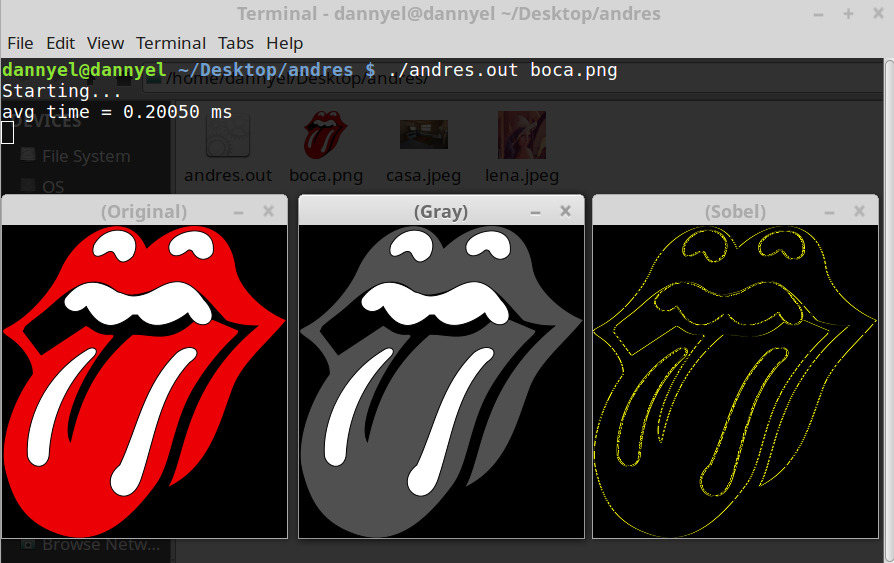 Terminal - dannyel@dannyel ~/Desktop/andres
File Edit View Terminal Tabs Help
dannyel@dannyel ~/Desktop/andres $ ./andres.out boca.png
/home/dannyel/Desktop/andres/
Starting...
avg time = 0.20050 ms
DEVICES
File System
OS
andres.out boca.png casa.jpeg lena.jpeg
(Original) (Gray) (Sobel)
Browse Netw...